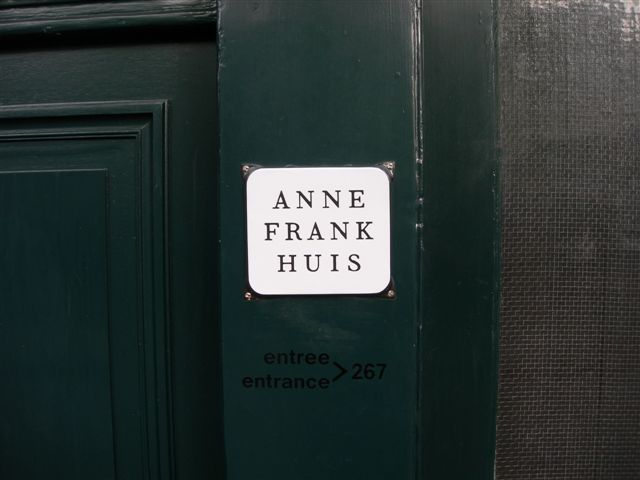 ANNE
FRANK
HUIS
entree
entrance > 267